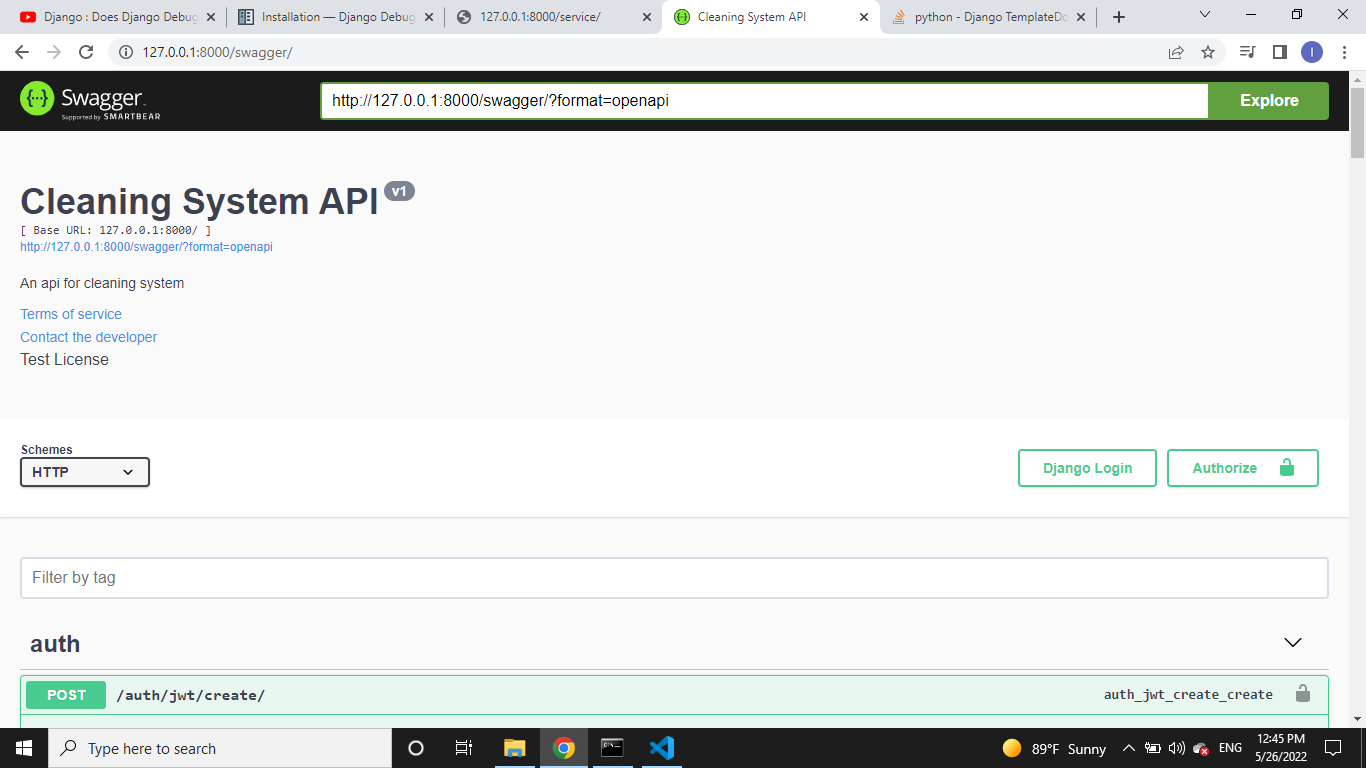 Django : Does Django Debug
Installation — Django Debug
127.0.0.1:8000/service/
Cleaning System API
python - Django TemplateDo
127.0.0.1:8000/swagger/
I
{···} Swagger
Supported by SMARTBEAR
http://127.0.0.1:8000/swagger/?format=openapi
Explore
Cleaning System API v1
[ Base URL: 127.0.0.1:8000/ ]
http://127.0.0.1:8000/swagger/?format=openapi
An api for cleaning system
Terms of service
Contact the developer
Test License
Schemes
HTTP
Django Login
Authorize
Filter by tag
auth
POST /auth/jwt/create/ auth_jwt_create_create
Type here to search
89°F Sunny
ENG
12:45 PM
5/26/2022